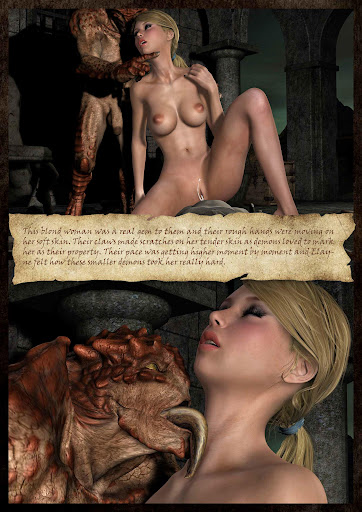 This blond woman was a real gem to them and their rough hands were moving on
her soft skin. Their claws made scratches on her tender skin as demons loved to mark
her as their property. Their pace was getting higher moment by moment and Elay-
ne felt how these smaller demons took her really hard.